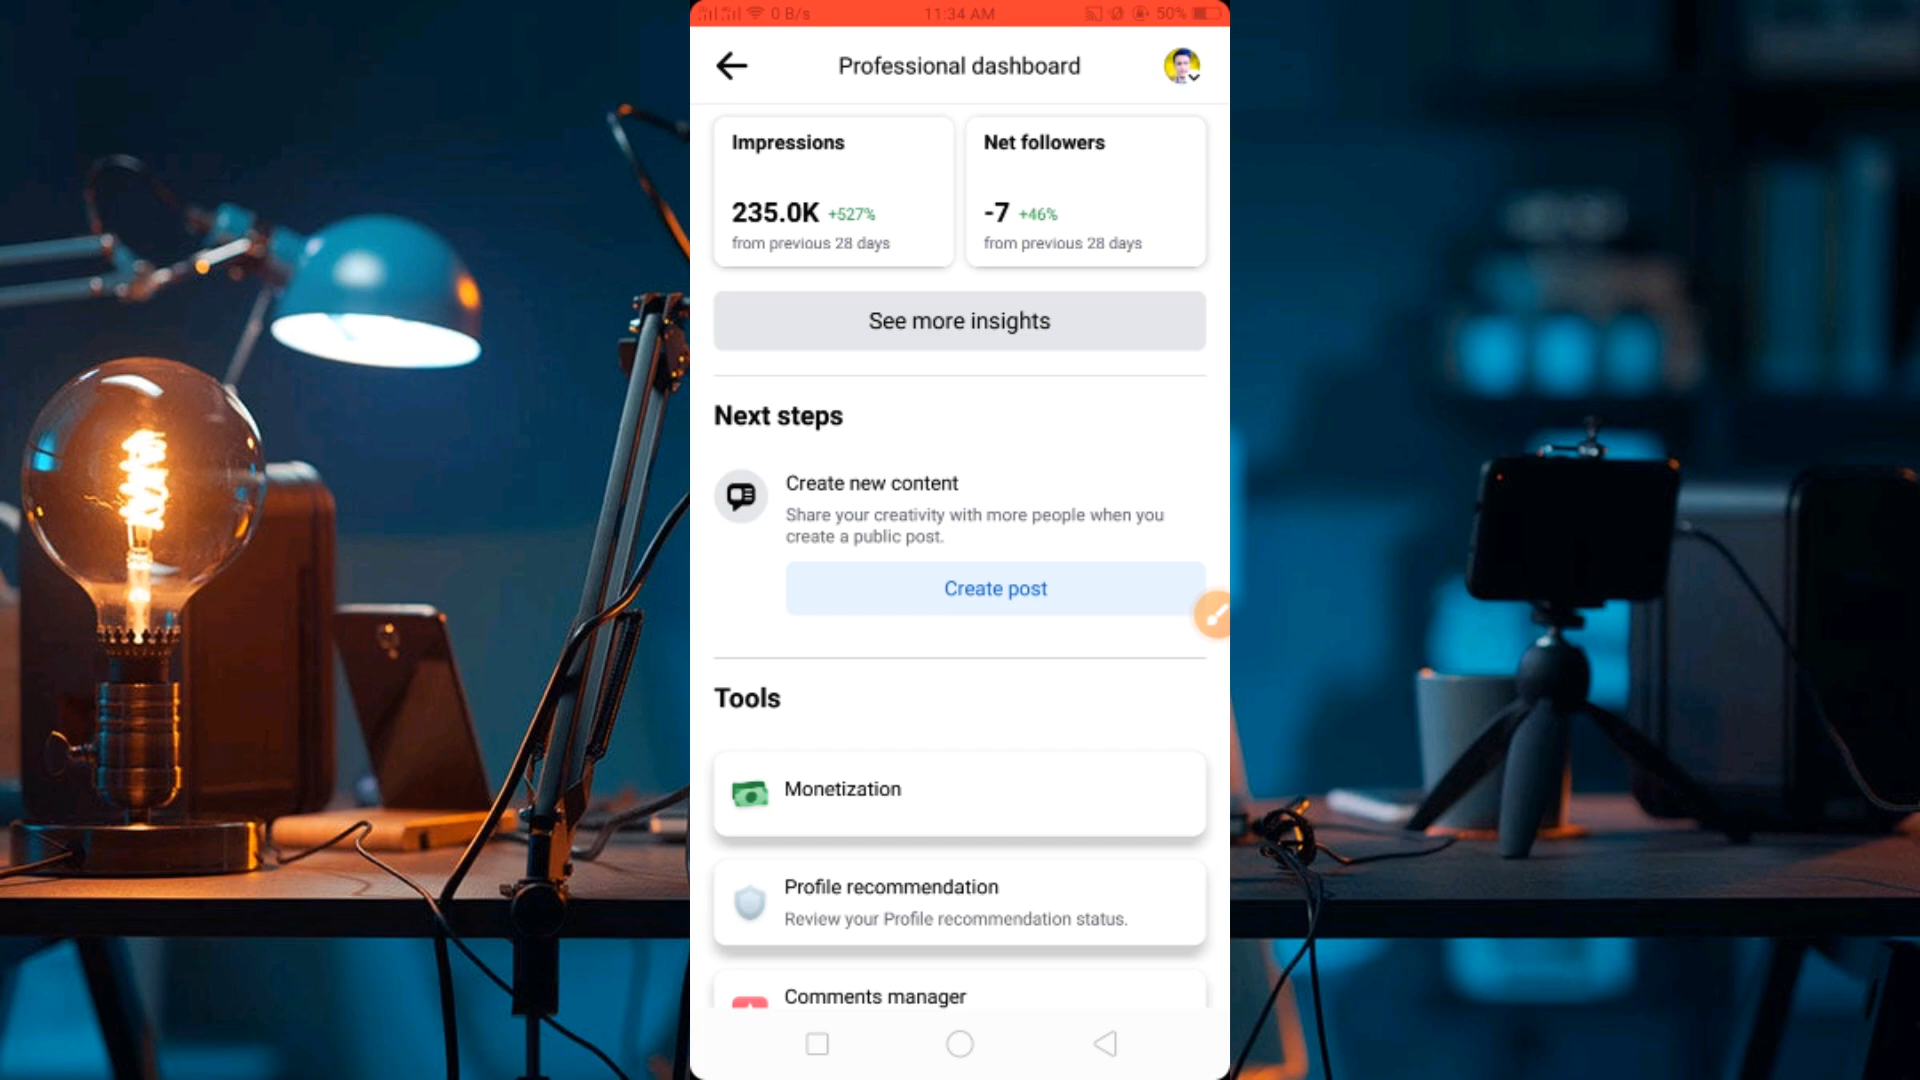 0 B/s 11:34 AM 50%
Professional dashboard
Impressions Net followers
235.0K +527% -7 +46%
from previous 28 days from previous 28 days
See more insights
Next steps
Create new content
Share your creativity with more people when you
create a public post.
Create post
Tools
Monetization
Profile recommendation
Review your Profile recommendation status.
Comments manager